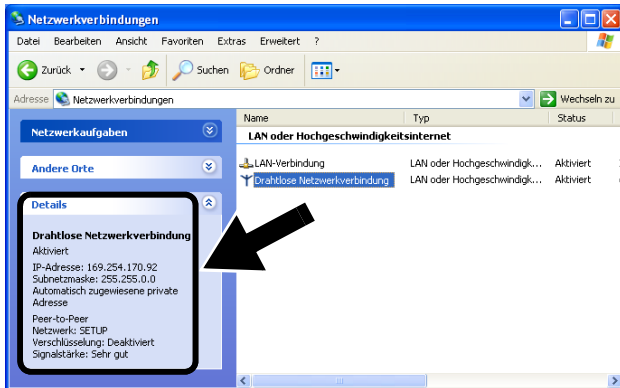 Netzwerkverbindungen
Datei Bearbeiten Ansicht Favoriten Extras Erweitert ?
Zurück Suchen Ordner
Adresse Netzwerkverbindungen Wechseln zu
Name Typ Status
Netzwerkaufgaben
LAN oder Hochgeschwindigkeitsinternet
Andere Orte
LAN-Verbindung LAN oder Hochgeschwindigk... Aktiviert
Drahtlose Netzwerkverbindung LAN oder Hochgeschwindigk... Aktiviert
Details
Drahtlose Netzwerkverbindung
Aktiviert
IP-Adresse: 169.254.170.92
Subnetzmaske: 255.255.0.0
Automatisch zugewiesene private
Adresse
Peer-to-Peer
Netzwerk: SETUP
Verschlüsselung: Deaktiviert
Signalstärke: Sehr gut